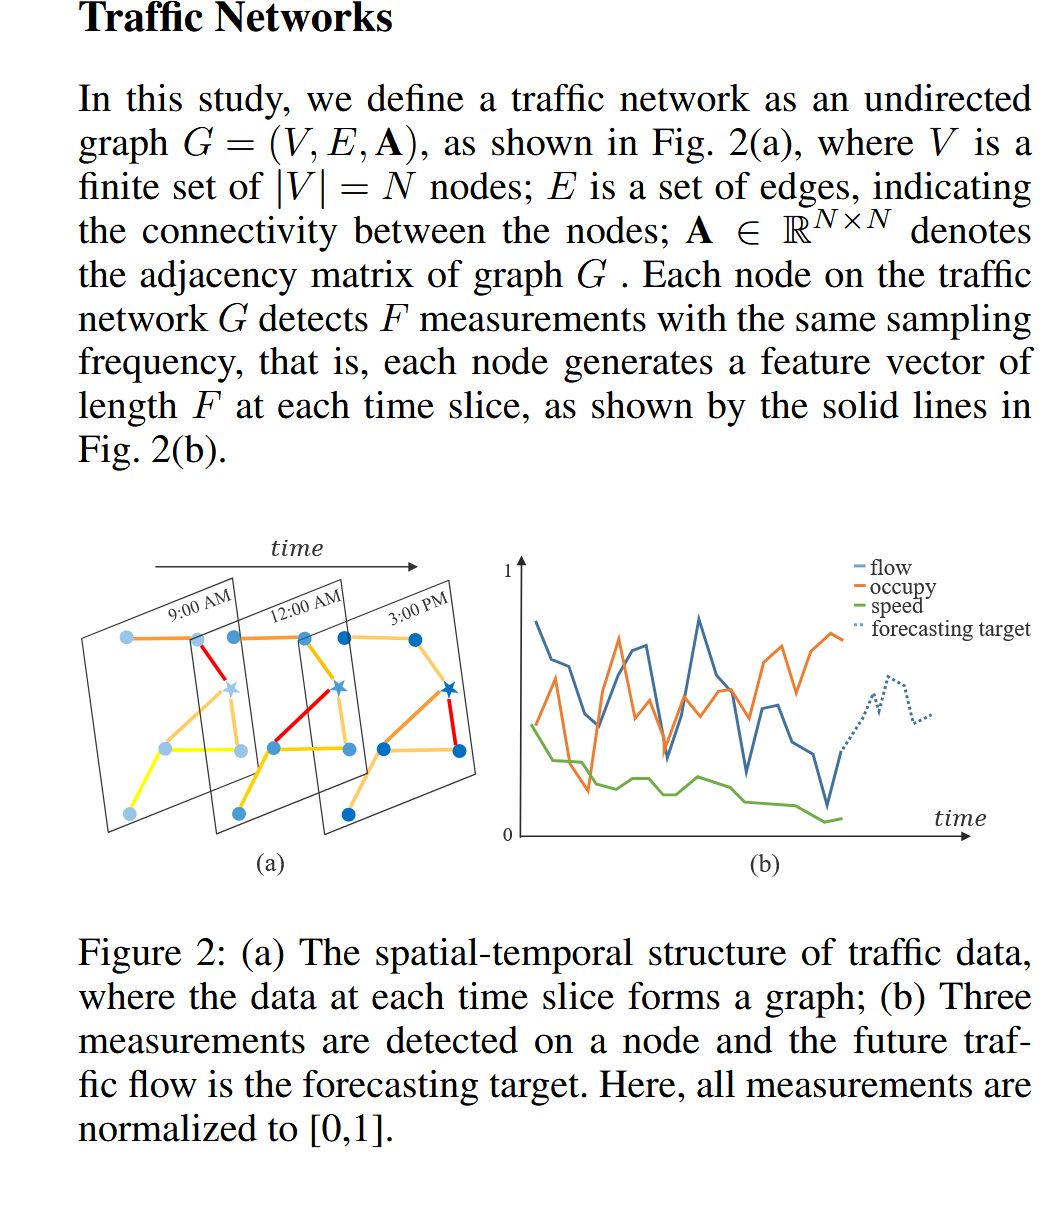 Traffic Networks
In this study, we define a traffic network as an undirected
graph G = (V, E, A), as shown in Fig. 2(a), where V is a
finite set of |V| = N nodes; E is a set of edges, indicating
the connectivity between the nodes; A ∈ ℝ^{N×N} denotes
the adjacency matrix of graph G . Each node on the traffic
network G detects F measurements with the same sampling
frequency, that is, each node generates a feature vector of
length F at each time slice, as shown by the solid lines in
Fig. 2(b).
time
9:00 AM
12:00 AM
3:00 PM
(a)
1
flow
occupy
speed
forecasting target
0
time
(b)
Figure 2: (a) The spatial-temporal structure of traffic data,
where the data at each time slice forms a graph; (b) Three
measurements are detected on a node and the future traf-
fic flow is the forecasting target. Here, all measurements are
normalized to [0,1].